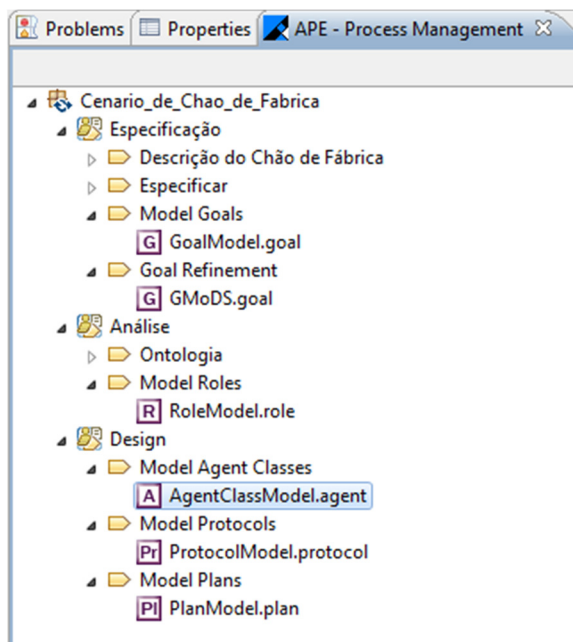 Problems Properties APE - Process Management
Cenario_de_Chao_de_Fabrica
Especificação
Descrição do Chão de Fábrica
Especificar
Model Goals
G GoalModel.goal
Goal Refinement
G GMoDS.goal
Análise
Ontologia
Model Roles
R RoleModel.role
Design
Model Agent Classes
A AgentClassModel.agent
Model Protocols
Pr ProtocolModel.protocol
Model Plans
Pl PlanModel.plan